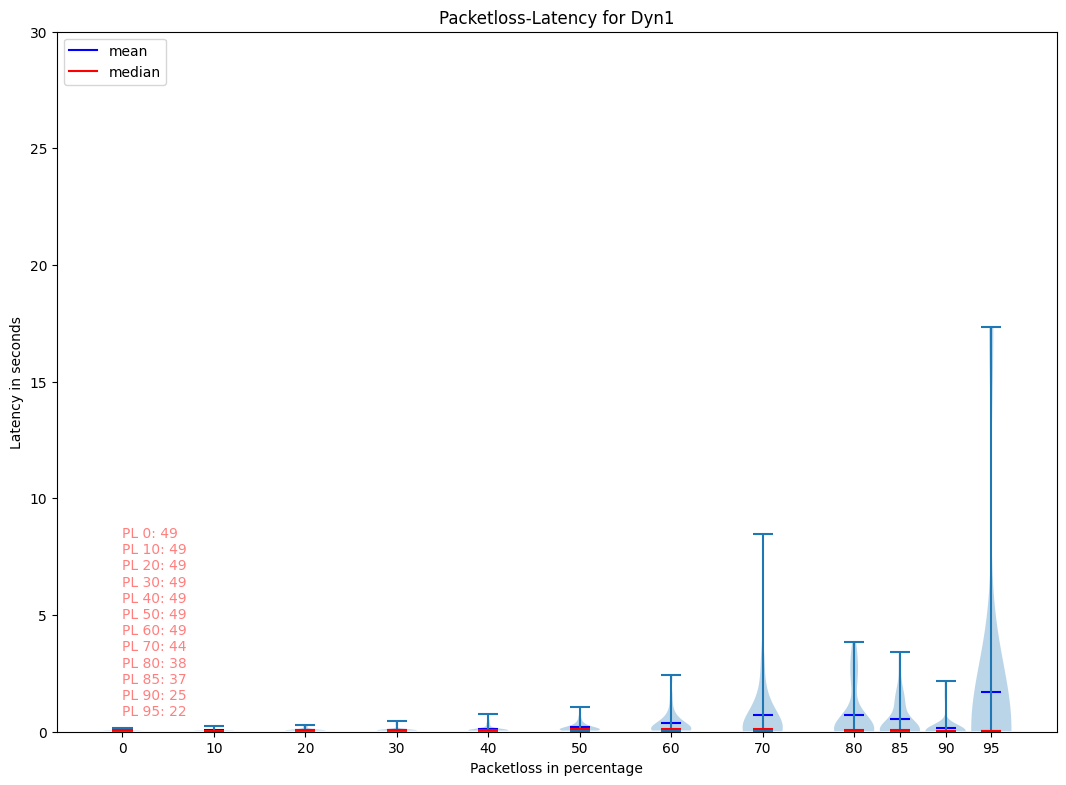 Packetloss-Latency for Dyn1
mean
median
30
25
20
15
10
5
0
Latency in seconds
PL 0: 49
PL 10: 49
PL 20: 49
PL 30: 49
PL 40: 49
PL 50: 49
PL 60: 49
PL 70: 44
PL 80: 38
PL 85: 37
PL 90: 25
PL 95: 22
0 10 20 30 40 50 60 70 80 85 90 95
Packetloss in percentage